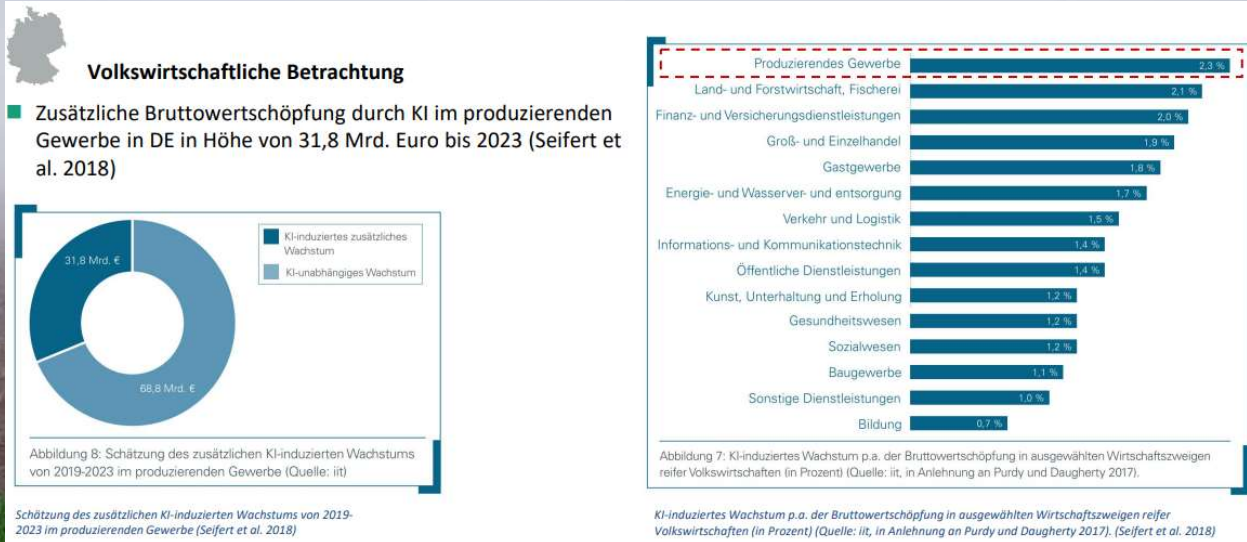 Volkswirtschaftliche Betrachtung
Zusätzliche Bruttowertschöpfung durch KI im produzierenden
Gewerbe in DE in Höhe von 31,8 Mrd. Euro bis 2023 (Seifert et
al. 2018)
31,8 Mrd. €
68,8 Mrd. €
KI-induziertes zusätzliches
Wachstum
KI-unabhängiges Wachstum
Abbildung 8: Schätzung des zusätzlichen KI-induzierten Wachstums
von 2019-2023 im produzierenden Gewerbe (Quelle: iit)
Schätzung des zusätzlichen KI-induzierten Wachstums von 2019-
2023 im produzierenden Gewerbe (Seifert et al. 2018)
Produzierendes Gewerbe 2,3 %
Land- und Forstwirtschaft, Fischerei 2,1 %
Finanz- und Versicherungsdienstleistungen 2,0 %
Groß- und Einzelhandel 1,9 %
Gastgewerbe 1,8 %
Energie- und Wasserver- und entsorgung 1,7 %
Verkehr und Logistik 1,5 %
Informations- und Kommunikationstechnik 1,4 %
Öffentliche Dienstleistungen 1,4 %
Kunst, Unterhaltung und Erholung 1,2 %
Gesundheitswesen 1,2 %
Sozialwesen 1,2 %
Baugewerbe 1,1 %
Sonstige Dienstleistungen 1,0 %
Bildung 0,7 %
Abbildung 7: KI-induziertes Wachstum p.a. der Bruttowertschöpfung in ausgewählten Wirtschaftszweigen
reifer Volkswirtschaften (in Prozent) (Quelle: iit, in Anlehnung an Purdy und Daugherty 2017).
KI-induziertes Wachstum p.a. der Bruttowertschöpfung in ausgewählten Wirtschaftszweigen reifer
Volkswirtschaften (in Prozent) (Quelle: iit, in Anlehnung an Purdy und Daugherty 2017). (Seifert et al. 2018)